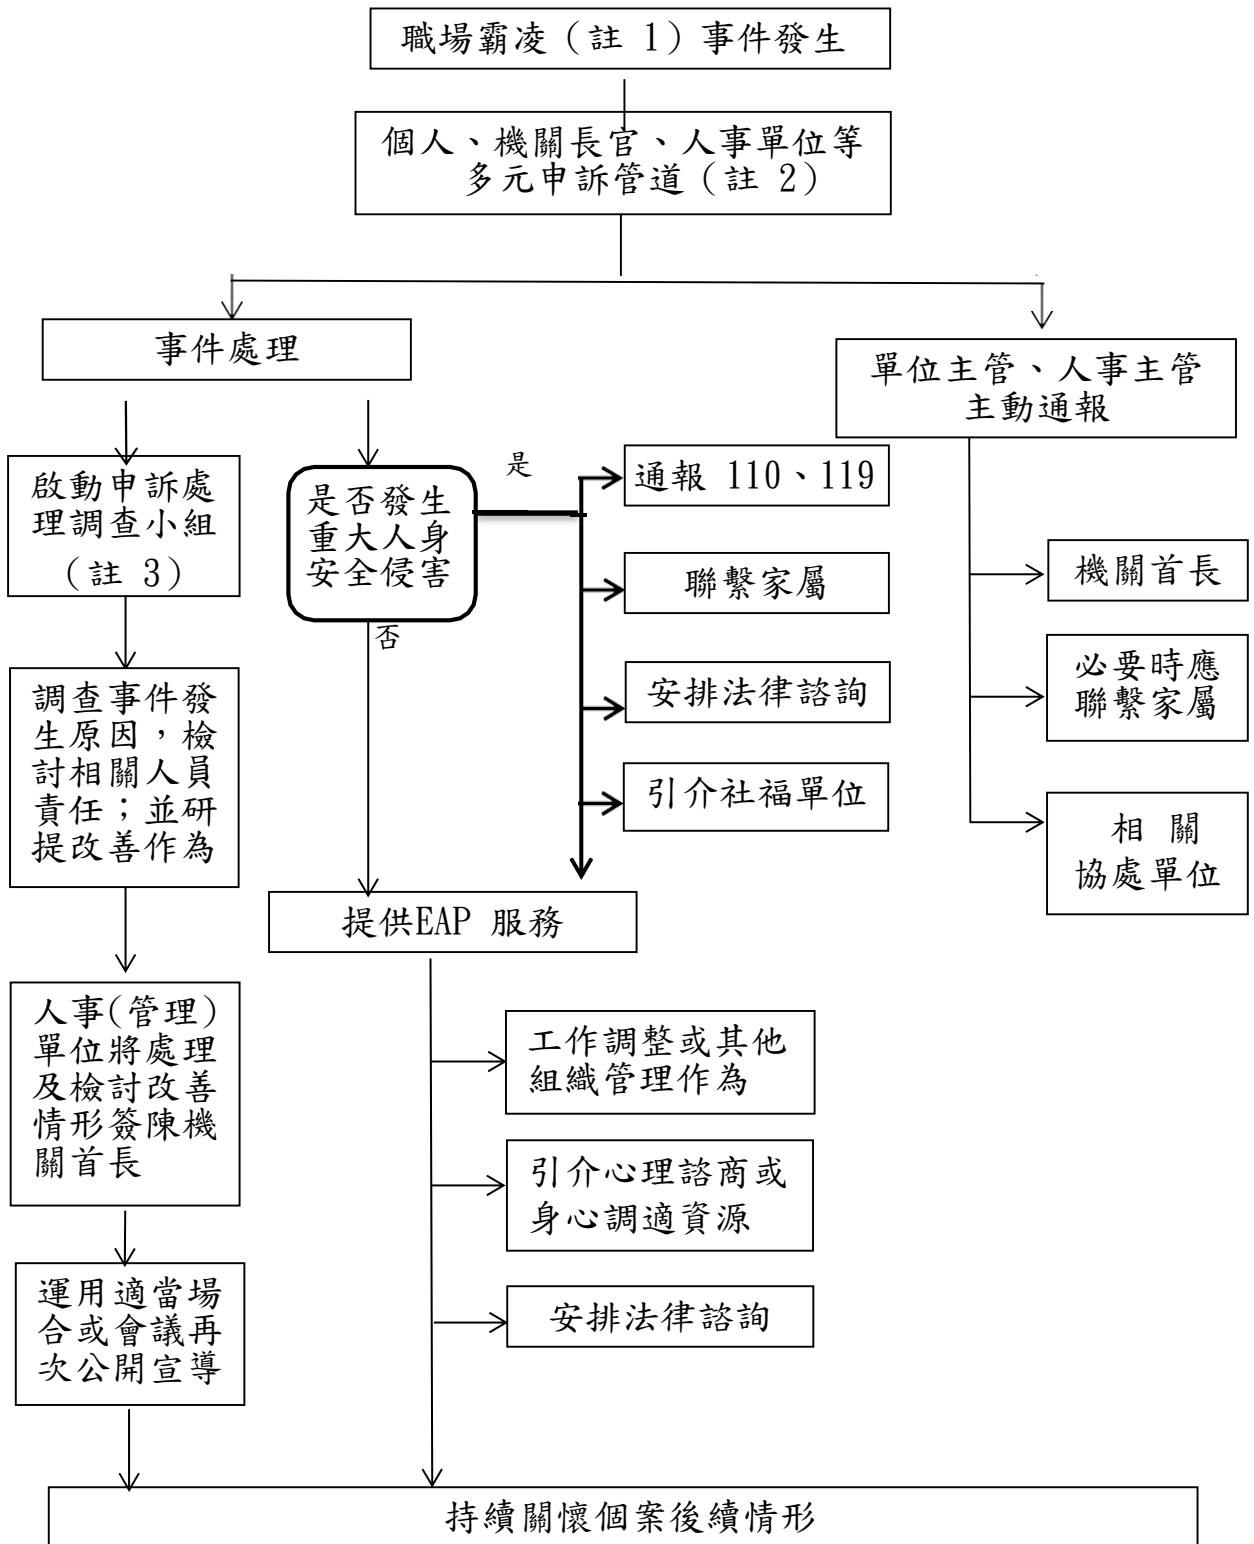 職場霸凌（註 1）事件發生
個人、機關長官、人事單位等
多元申訴管道（註 2）
事件處理
單位主管、人事主管
主動通報
啟動申訴處
理調查小組
（註 3）
是否發生
重大人身
安全侵害
是
否
通報 110、119
聯繫家屬
安排法律諮詢
引介社福單位
機關首長
必要時應
聯繫家屬
相 關
協處單位
調查事件發
生原因，檢
討相關人員
責任；並研
提改善作為
提供EAP 服務
人事(管理)
單位將處理
及檢討改善
情形簽陳機
關首長
工作調整或其他
組織管理作為
引介心理諮商或
身心調適資源
安排法律諮詢
運用適當場
合或會議再
次公開宣導
持續關懷個案後續情形